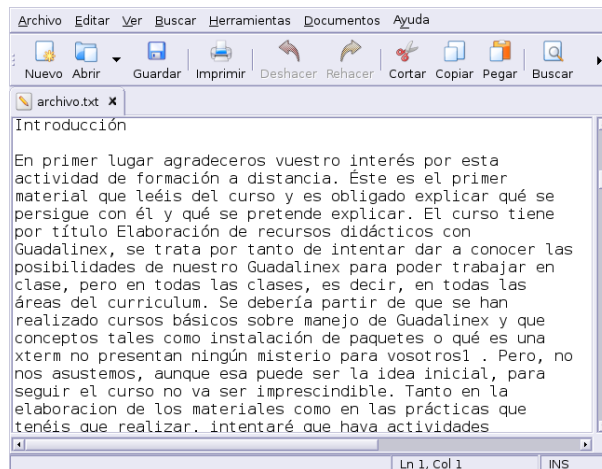 Archivo Editar Ver Buscar Herramientas Documentos Ayuda
Nuevo Abrir Guardar Imprimir Deshacer Rehacer Cortar Copiar Pegar Buscar
archivo.txt
Introducción
En primer lugar agradeceros vuestro interés por esta
actividad de formación a distancia. Éste es el primer
material que leéis del curso y es obligado explicar qué se
persigue con él y qué se pretende explicar. El curso tiene
por título Elaboración de recursos didácticos con
Guadalinex, se trata por tanto de intentar dar a conocer las
posibilidades de nuestro Guadalinex para poder trabajar en
clase, pero en todas las clases, es decir, en todas las
áreas del curriculum. Se debería partir de que se han
realizado cursos básicos sobre manejo de Guadalinex y que
conceptos tales como instalación de paquetes o qué es una
xterm no presentan ningún misterio para vosotros1 . Pero, no
nos asustemos, aunque esa puede ser la idea inicial, para
seguir el curso no va ser imprescindible. Tanto en la
elaboracion de los materiales como en las prácticas que
tenéis que realizar, intentaré que haya actividades
Ln 1, Col 1 INS